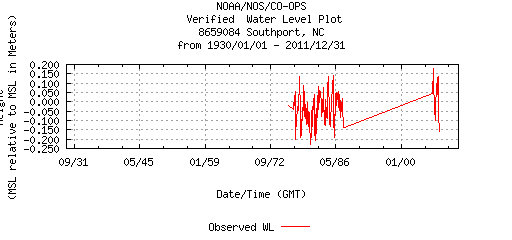 NOAA/NOS/CO-OPS
Verified Water Level Plot
8659084 Southport, NC
from 1930/01/01 - 2011/12/31
Height
(MSL relative to MSL in Meters)
0.200
0.150
0.100
0.050
0.000
-0.050
-0.100
-0.150
-0.200
-0.250
09/31 05/45 01/59 09/72 05/86 01/00
Date/Time (GMT)
Observed WL